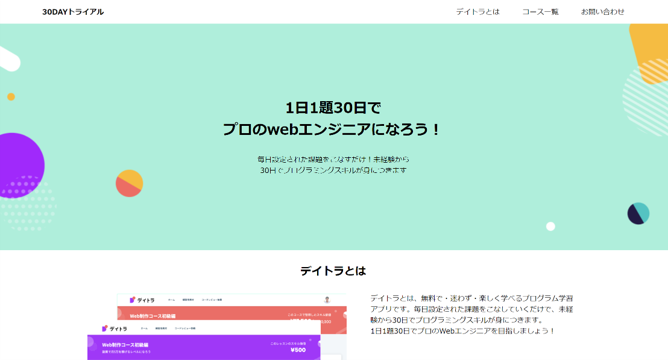 30DAYトライアル
デイトラとは
コース一覧
お問い合わせ
1日1題30日で
プロのwebエンジニアになろう！
毎日設定された課題をこなすだけ！未経験から
30日でプログラミングスキルが身につきます
デイトラとは
デイトラ
デイトラ
Web制作コース初級編
Web制作コース初級編
¥500
デイトラとは、無料で・迷わず・楽しく学べるプログラム学習
アプリです。毎日設定された課題をこなしていくだけで、未経
験から30日でプログラミングスキルが身につきます。
1日1題30日でプロのWebエンジニアを目指しましょう！